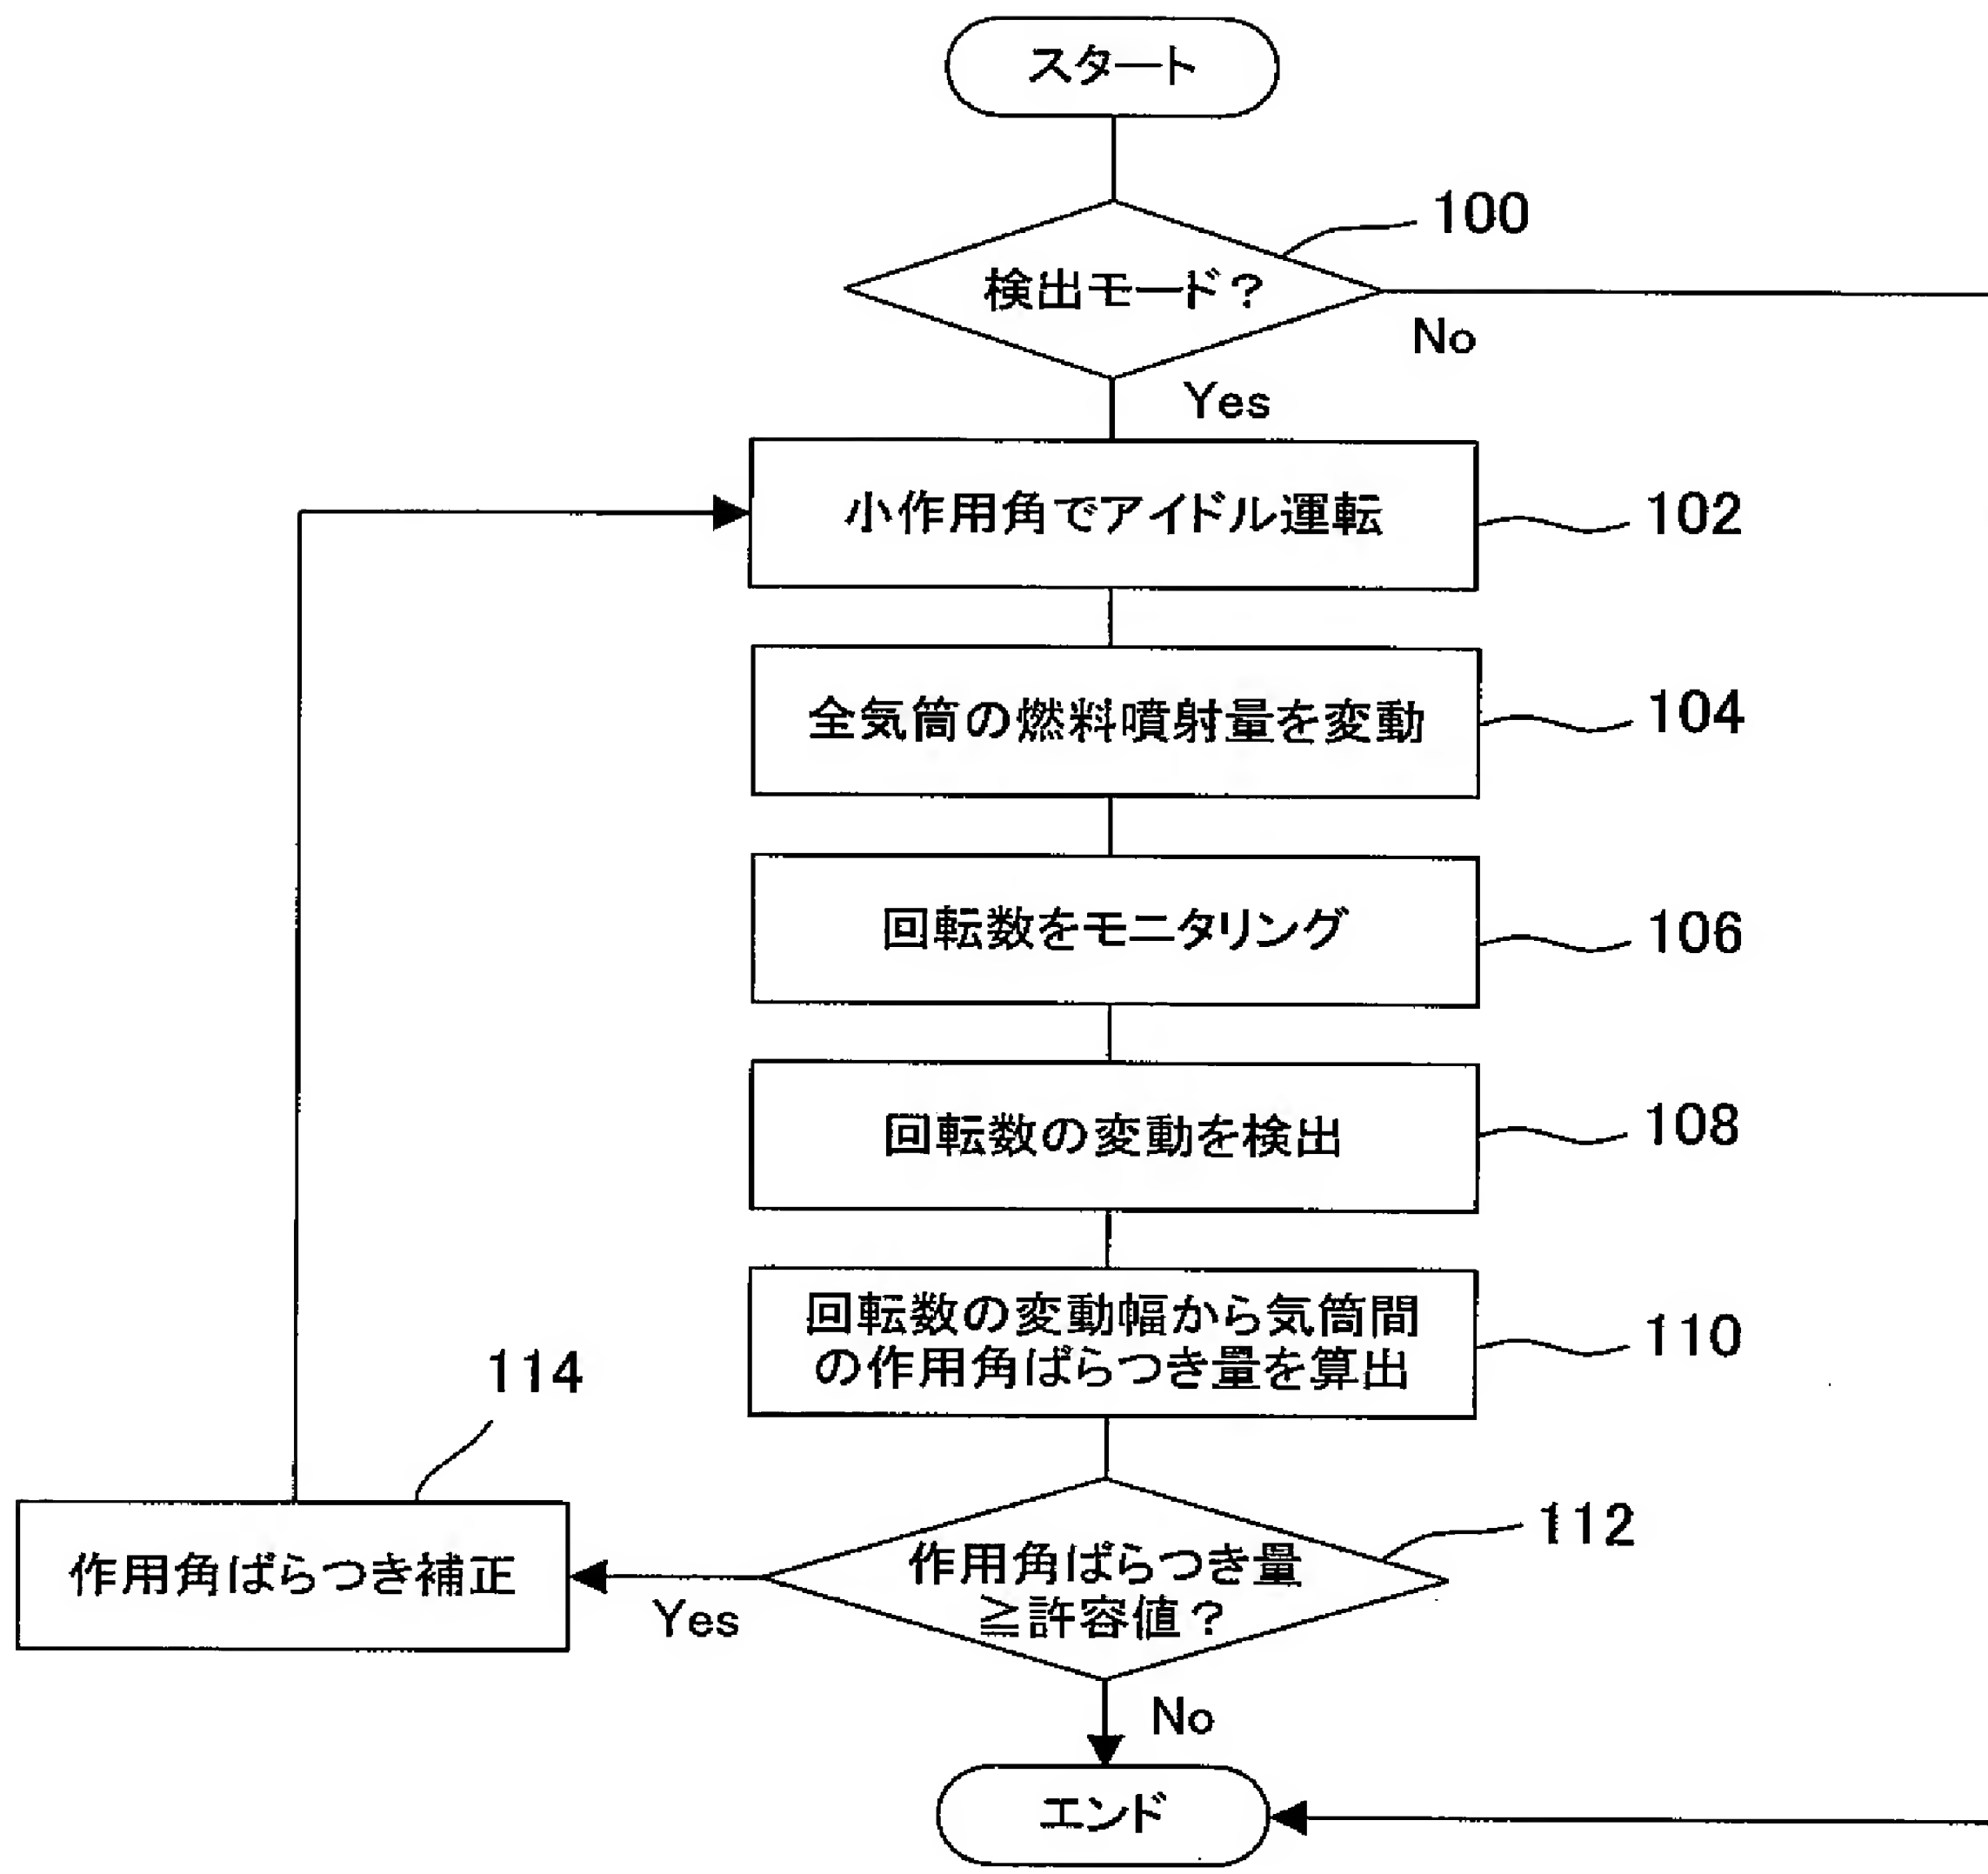 スタート
100
検出モード？
No
Yes
小作用角でアイドル運転
102
全気筒の燃料噴射量を変動
104
回転数をモニタリング
106
回転数の変動を検出
108
回転数の変動幅から気筒間
の作用角ばらつき量を算出
110
114
112
作用角ばらつき補正
Yes
作用角ばらつき量
≧許容値？
No
エンド